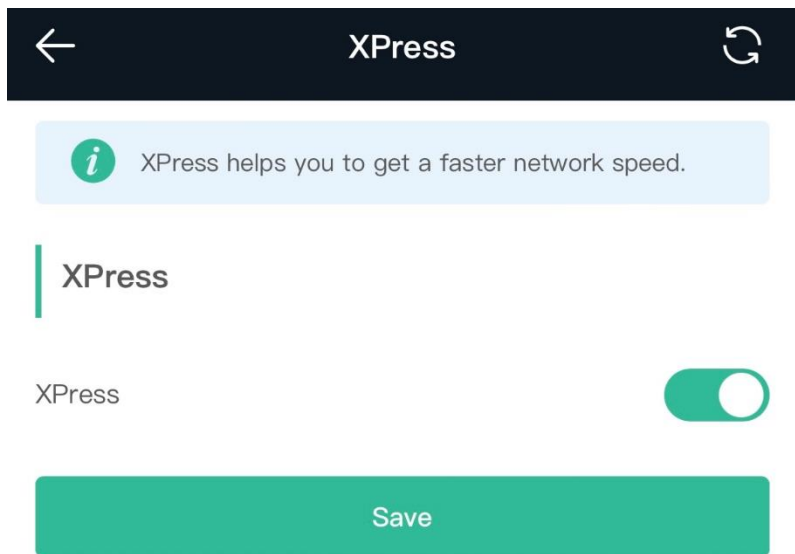 XPress
XPress helps you to get a faster network speed.
XPress
XPress
Save